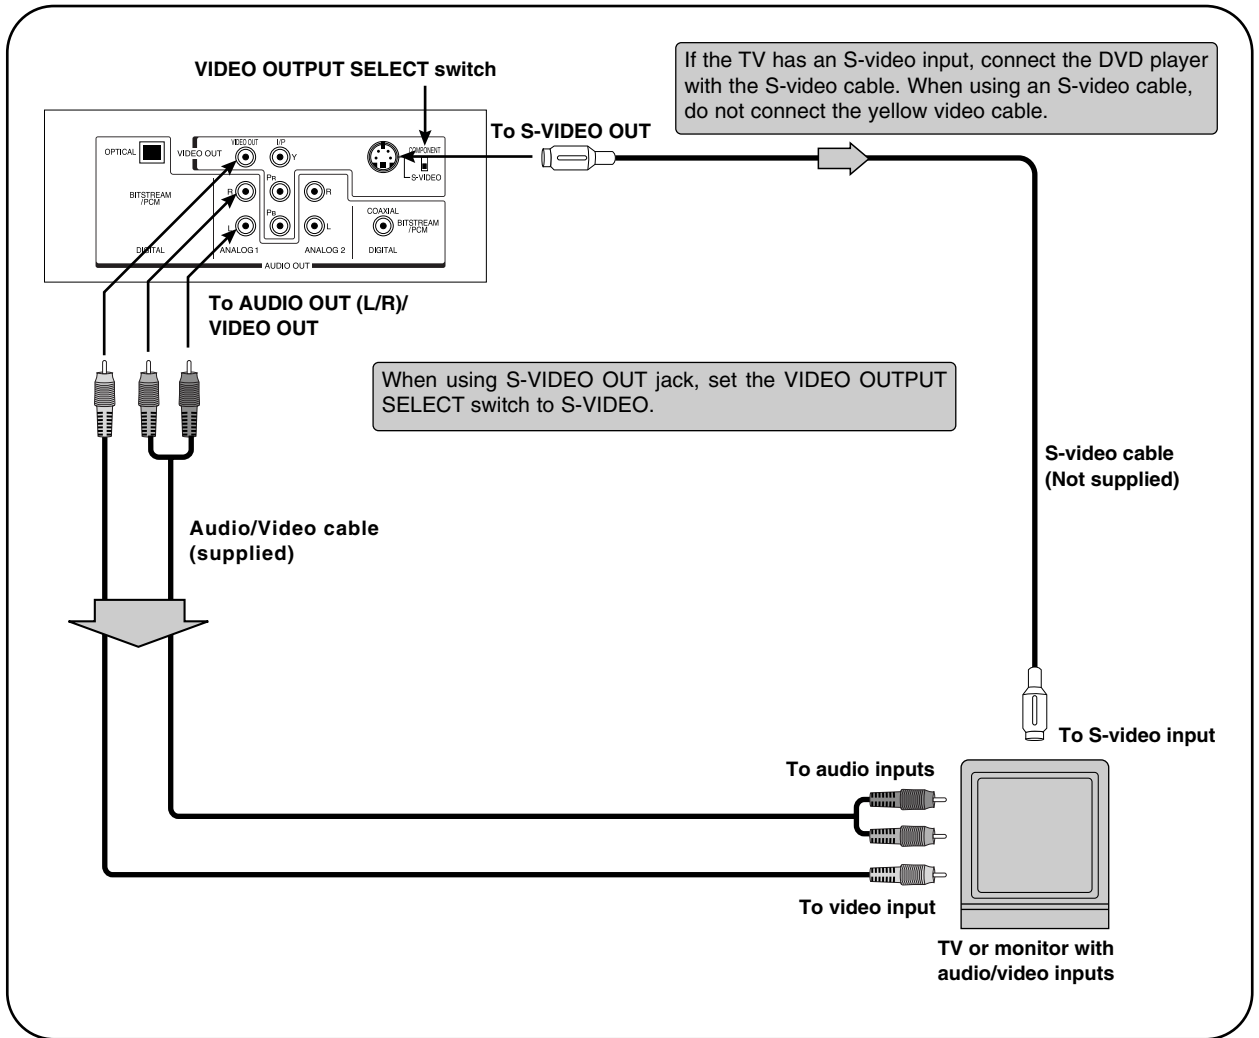 VIDEO OUTPUT SELECT switch
If the TV has an S-video input, connect the DVD player
with the S-video cable. When using an S-video cable,
do not connect the yellow video cable.
To S-VIDEO OUT
OPTICAL
VIDEO OUT
VIDEO OUT
I/P
Y
COMPONENT
S-VIDEO
BITSTREAM
/PCM
R
PR
R
COAXIAL
BITSTREAM
/PCM
L
PB
L
DIGITAL
ANALOG 1
ANALOG 2
DIGITAL
AUDIO OUT
To AUDIO OUT (L/R)/
VIDEO OUT
When using S-VIDEO OUT jack, set the VIDEO OUTPUT
SELECT switch to S-VIDEO.
S-video cable
(Not supplied)
Audio/Video cable
(supplied)
To S-video input
To audio inputs
To video input
TV or monitor with
audio/video inputs